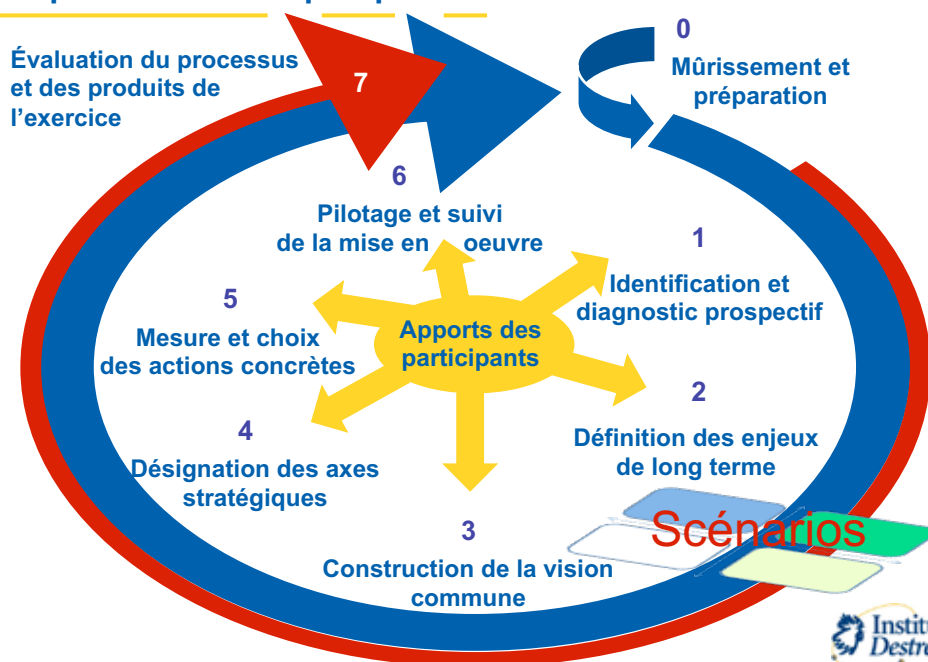 0
Mûrissement et
préparation
Évaluation du processus
et des produits de
l'exercice
7
6
Pilotage et suivi
de la mise en oeuvre
1
Identification et
diagnostic prospectif
5
Mesure et choix
des actions concrètes
Apports des
participants
2
Définition des enjeux
de long terme
4
Désignation des axes
stratégiques
Scénarios
3
Construction de la vision
commune